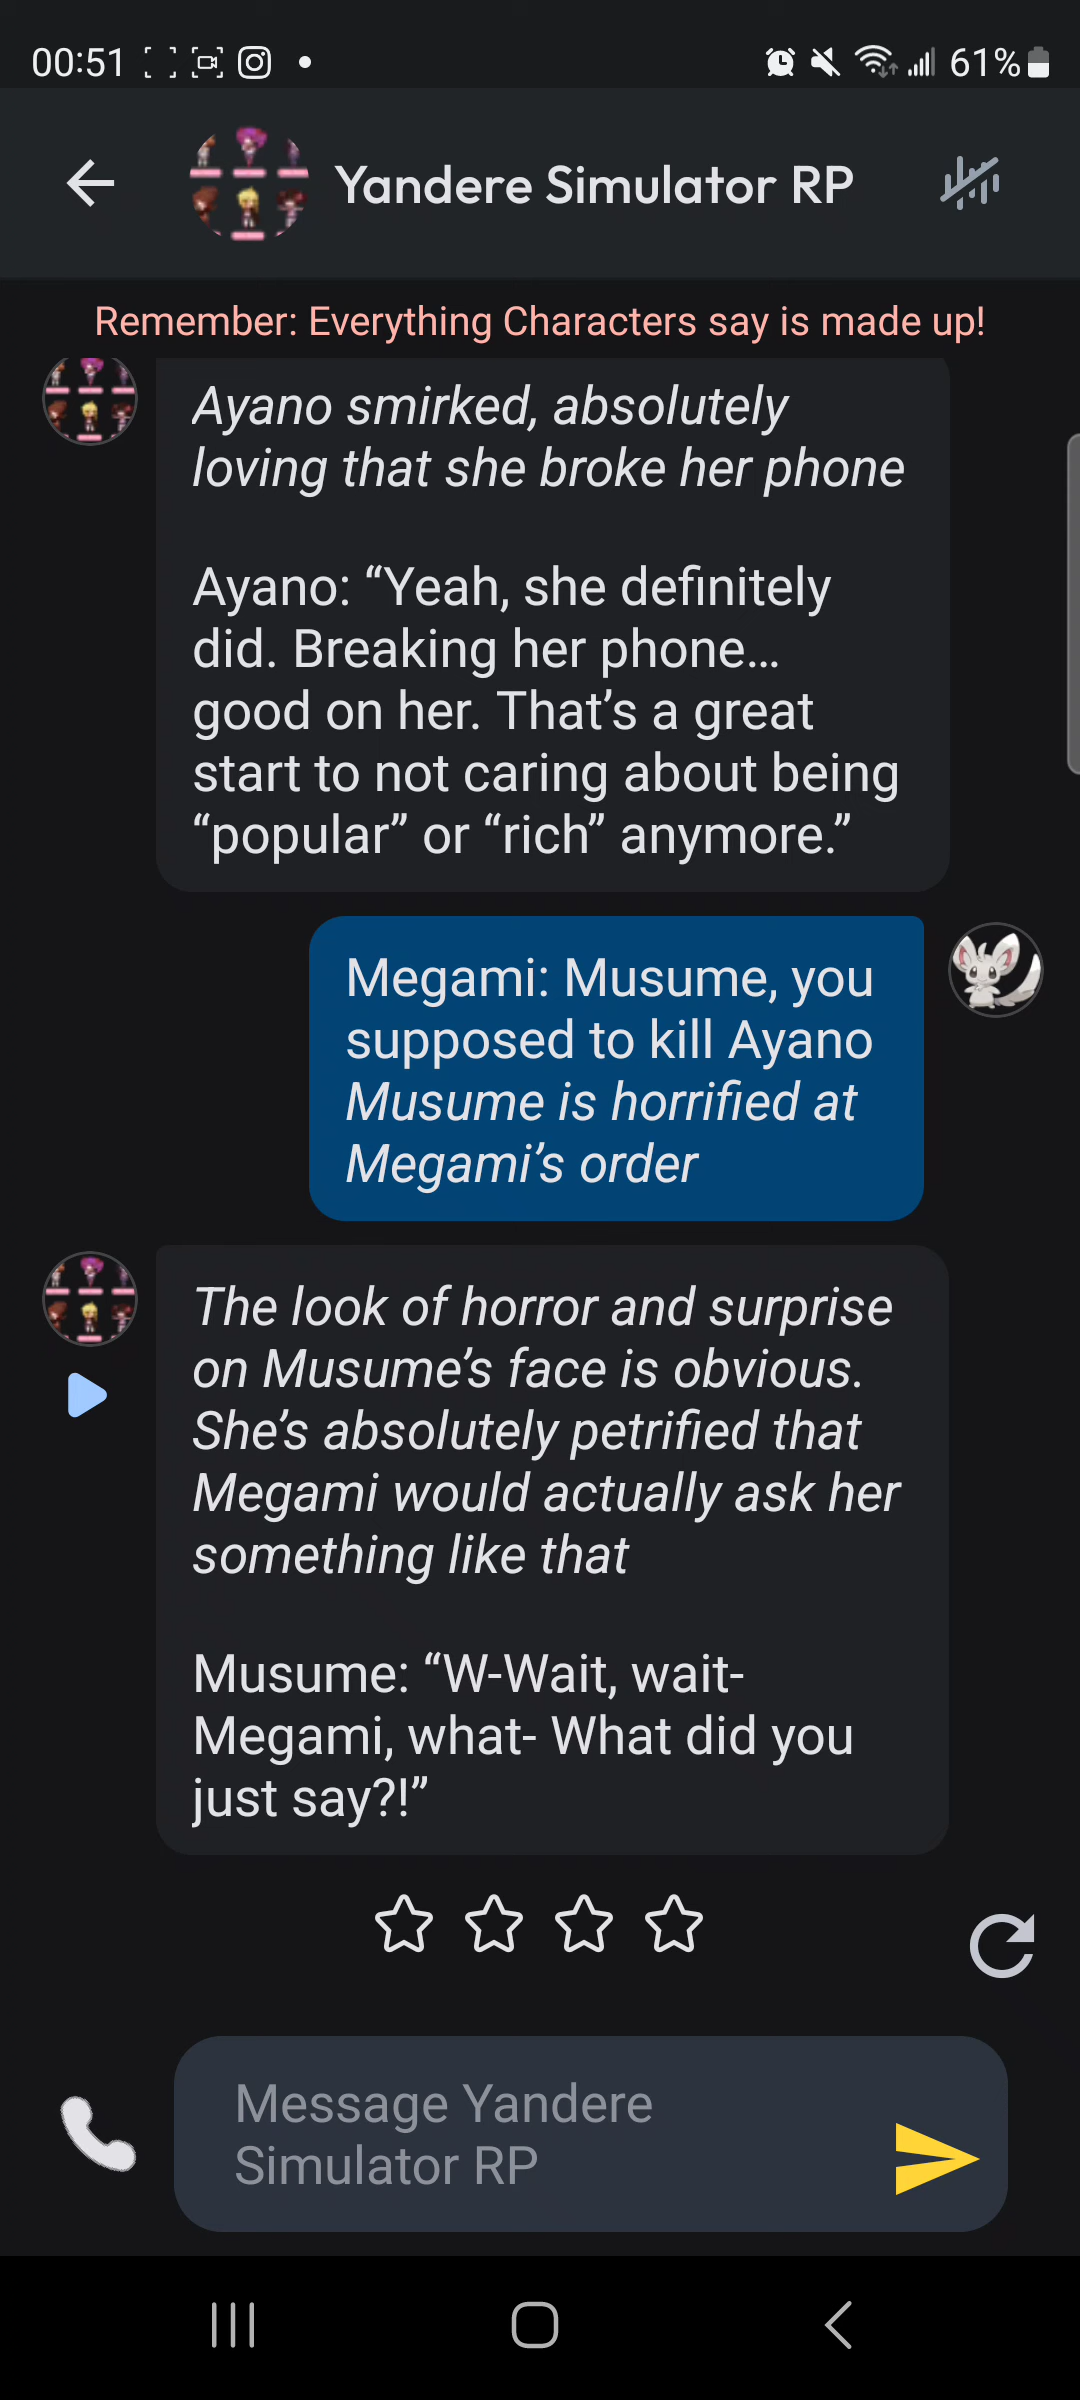 00:51
61%
Yandere Simulator RP
Remember: Everything Characters say is made up!
Ayano smirked, absolutely
loving that she broke her phone
Ayano: “Yeah, she definitely
did. Breaking her phone…
good on her. That’s a great
start to not caring about being
“popular” or “rich” anymore.”
Megami: Musume, you
supposed to kill Ayano
Musume is horrified at
Megami’s order
The look of horror and surprise
on Musume’s face is obvious.
She’s absolutely petrified that
Megami would actually ask her
something like that
Musume: “W-Wait, wait-
Megami, what- What did you
just say?!”
Message Yandere
Simulator RP